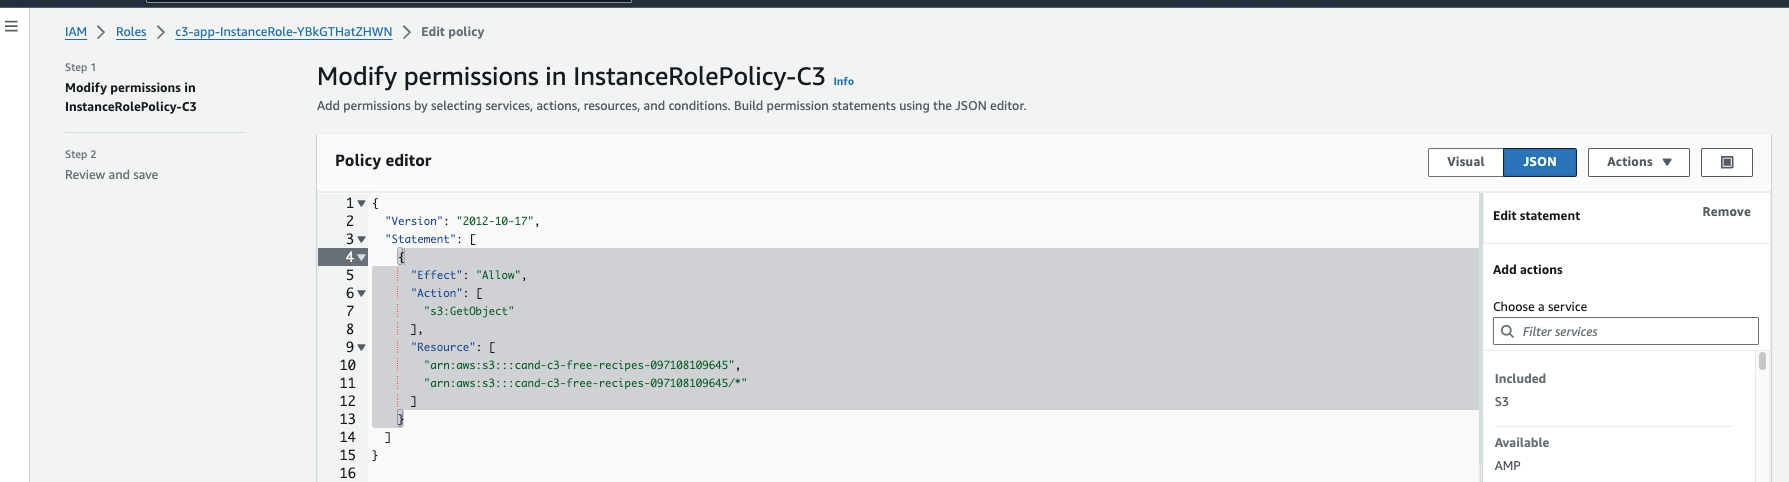 IAM > Roles > c3-app-InstanceRole-YBkGTHatZHWN > Edit policy
Step 1
Modify permissions in
InstanceRolePolicy-C3
Step 2
Review and save
Modify permissions in InstanceRolePolicy-C3 Info
Add permissions by selecting services, actions, resources, and conditions. Build permission statements using the JSON editor.
Policy editor
Visual JSON Actions
1 {
2 "Version": "2012-10-17",
3 "Statement": [
4 {
5 "Effect": "Allow",
6 "Action": [
7 "s3:GetObject"
8 ],
9 "Resource": [
10 "arn:aws:s3:::cand-c3-free-recipes-097108109645",
11 "arn:aws:s3:::cand-c3-free-recipes-097108109645/*"
12 ]
13 }
14 ]
15 }
16
Edit statement Remove
Add actions
Choose a service
Filter services
Included
S3
Available
AMP